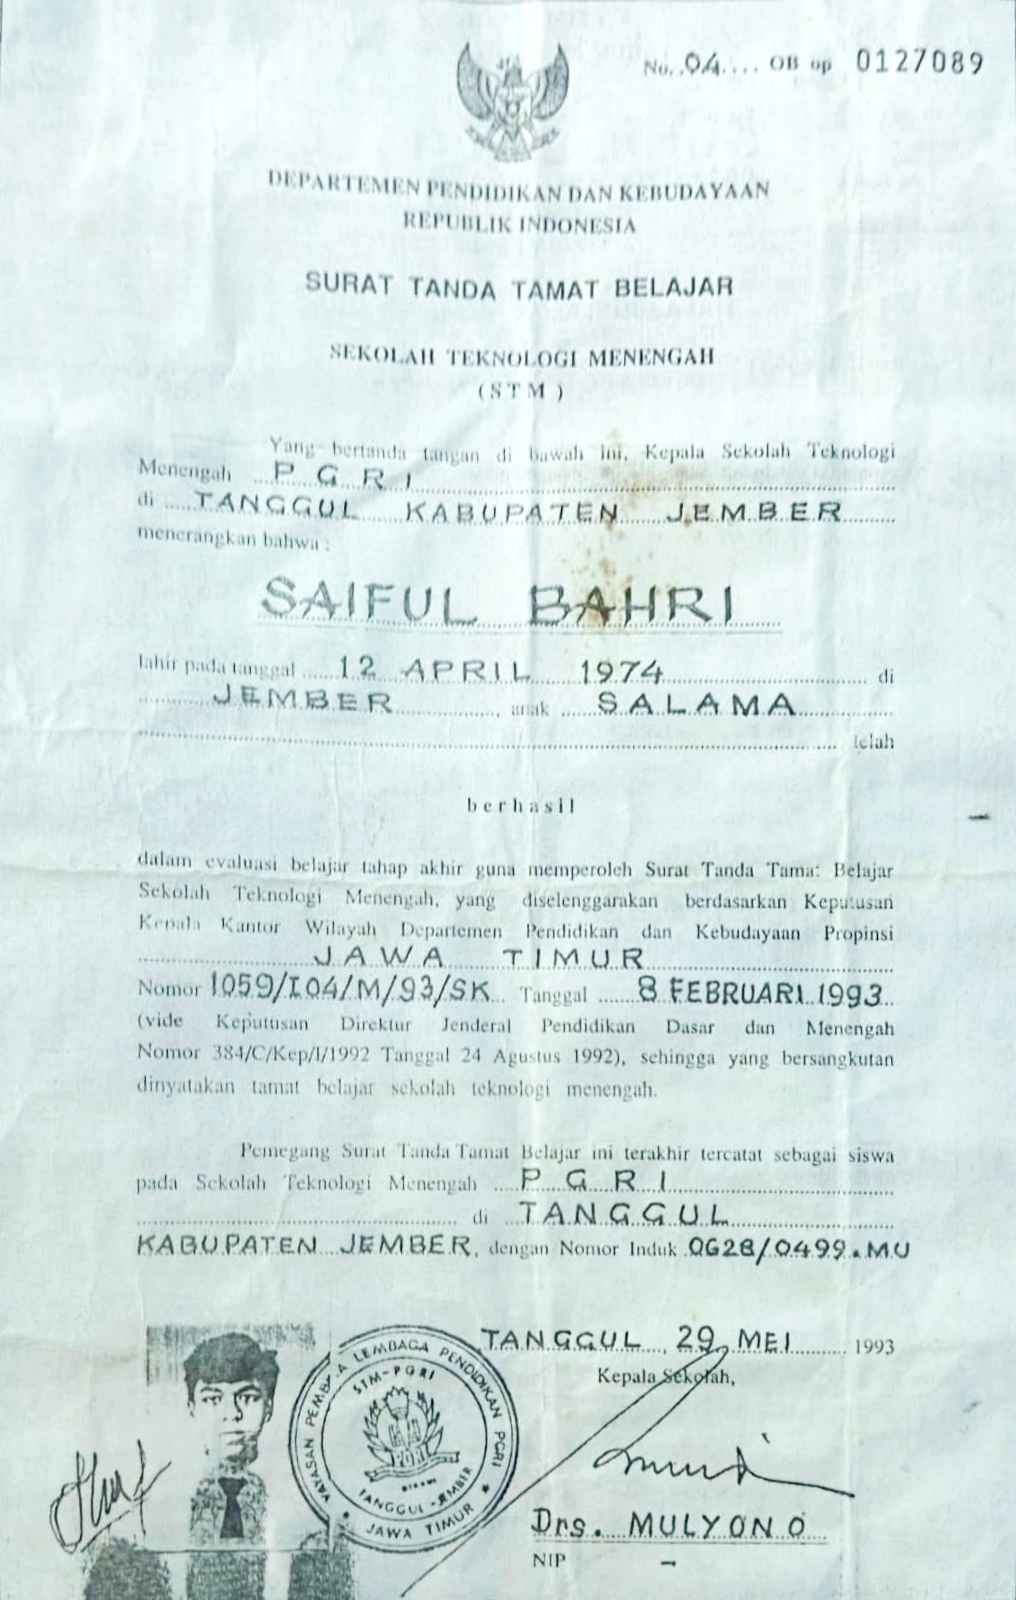 No. 04 .... OB op 0127089
DEPARTEMEN PENDIDIKAN DAN KEBUDAYAAN
REPUBLIK INDONESIA
SURAT TANDA TAMAT BELAJAR
SEKOLAH TEKNOLOGI MENENGAH
(STM)
Yang bertanda tangan di bawah ini, Kepala Sekolah Teknologi
Menengah PGRI
di TANGGUL KABUPATEN JEMBER
menerangkan bahwa :
SAIFUL BAHRI
lahir pada tanggal 12 APRIL 1974 di
JEMBER, anak SALAMA
telah
berhasil
dalam evaluasi belajar tahap akhir guna memperoleh Surat Tanda Tamat Belajar
Sekolah Teknologi Menengah, yang diselenggarakan berdasarkan Keputusan
Kepala Kantor Wilayah Departemen Pendidikan dan Kebudayaan Propinsi
JAWA TIMUR
Nomor 1059/I04/M/93/SK Tanggal 8 FEBRUARI 1993
(vide Keputusan Direktur Jenderal Pendidikan Dasar dan Menengah
Nomor 384/C/Kep/I/1992 Tanggal 24 Agustus 1992), sehingga yang bersangkutan
dinyatakan tamat belajar sekolah teknologi menengah.
Pemegang Surat Tanda Tamat Belajar ini terakhir tercatat sebagai siswa
pada Sekolah Teknologi Menengah PGRI
di TANGGUL
KABUPATEN JEMBER, dengan Nomor Induk 0G28/0499.MU
TANGGUL, 29 MEI 1993
Kepala Sekolah,
YAYASAN PEMBINA LEMBAGA PENDIDIKAN PGRI
STM-PGRI
PGRI
TANGGUL-JEMBER
JAWA TIMUR
Drs. MULYONO
NIP –